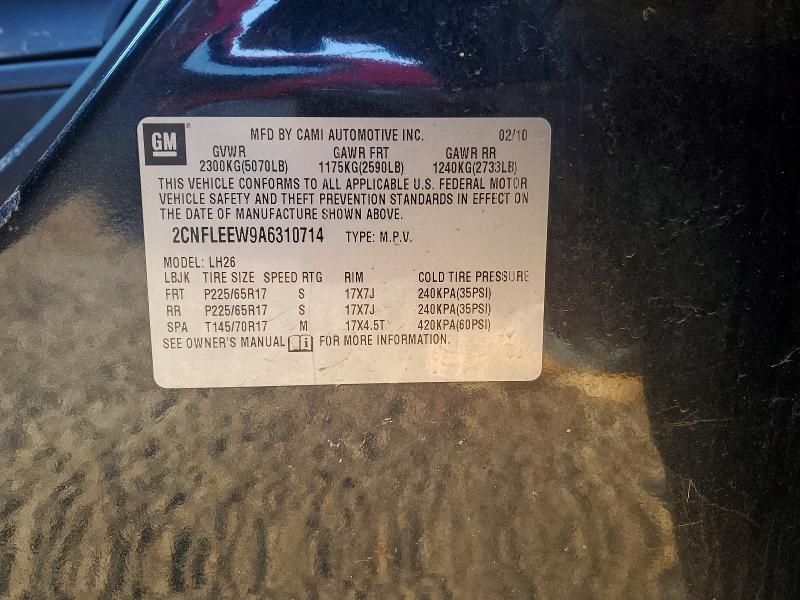 GM MFD BY CAMI AUTOMOTIVE INC. 02/10
GVWR GAWR FRT GAWR RR
2300KG(5070LB) 1175KG(2590LB) 1240KG(2733LB)
THIS VEHICLE CONFORMS TO ALL APPLICABLE U.S. FEDERAL MOTOR
VEHICLE SAFETY AND THEFT PREVENTION STANDARDS IN EFFECT ON
THE DATE OF MANUFACTURE SHOWN ABOVE.
2CNFLEEW9A6310714 TYPE: M.P.V.
MODEL: LH26
LBJK TIRE SIZE SPEED RTG RIM COLD TIRE PRESSURE
FRT P225/65R17 S 17X7J 240KPA(35PSI)
RR P225/65R17 S 17X7J 240KPA(35PSI)
SPA T145/70R17 M 17X4.5T 420KPA(60PSI)
SEE OWNER'S MANUAL FOR MORE INFORMATION.